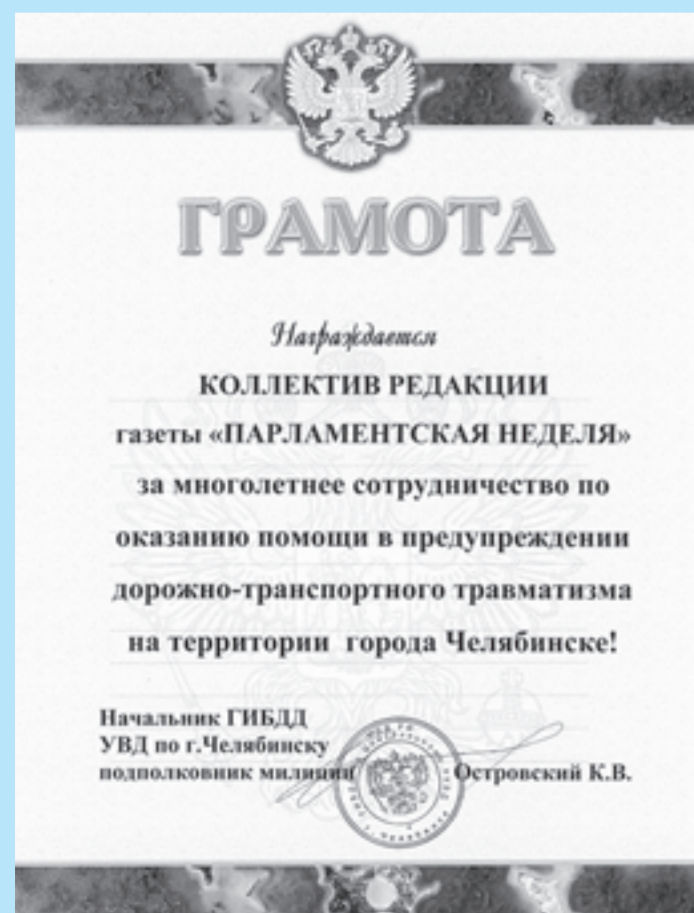 ГРАМОТА
Награждается
КОЛЛЕКТИВ РЕДАКЦИИ
газеты «ПАРЛАМЕНТСКАЯ НЕДЕЛЯ»
за многолетнее сотрудничество по
оказанию помощи в предупреждении
дорожно-транспортного травматизма
на территории города Челябинске!
Начальник ГИБДД
УВД по г.Челябинску
подполковник милиции Островский К.В.